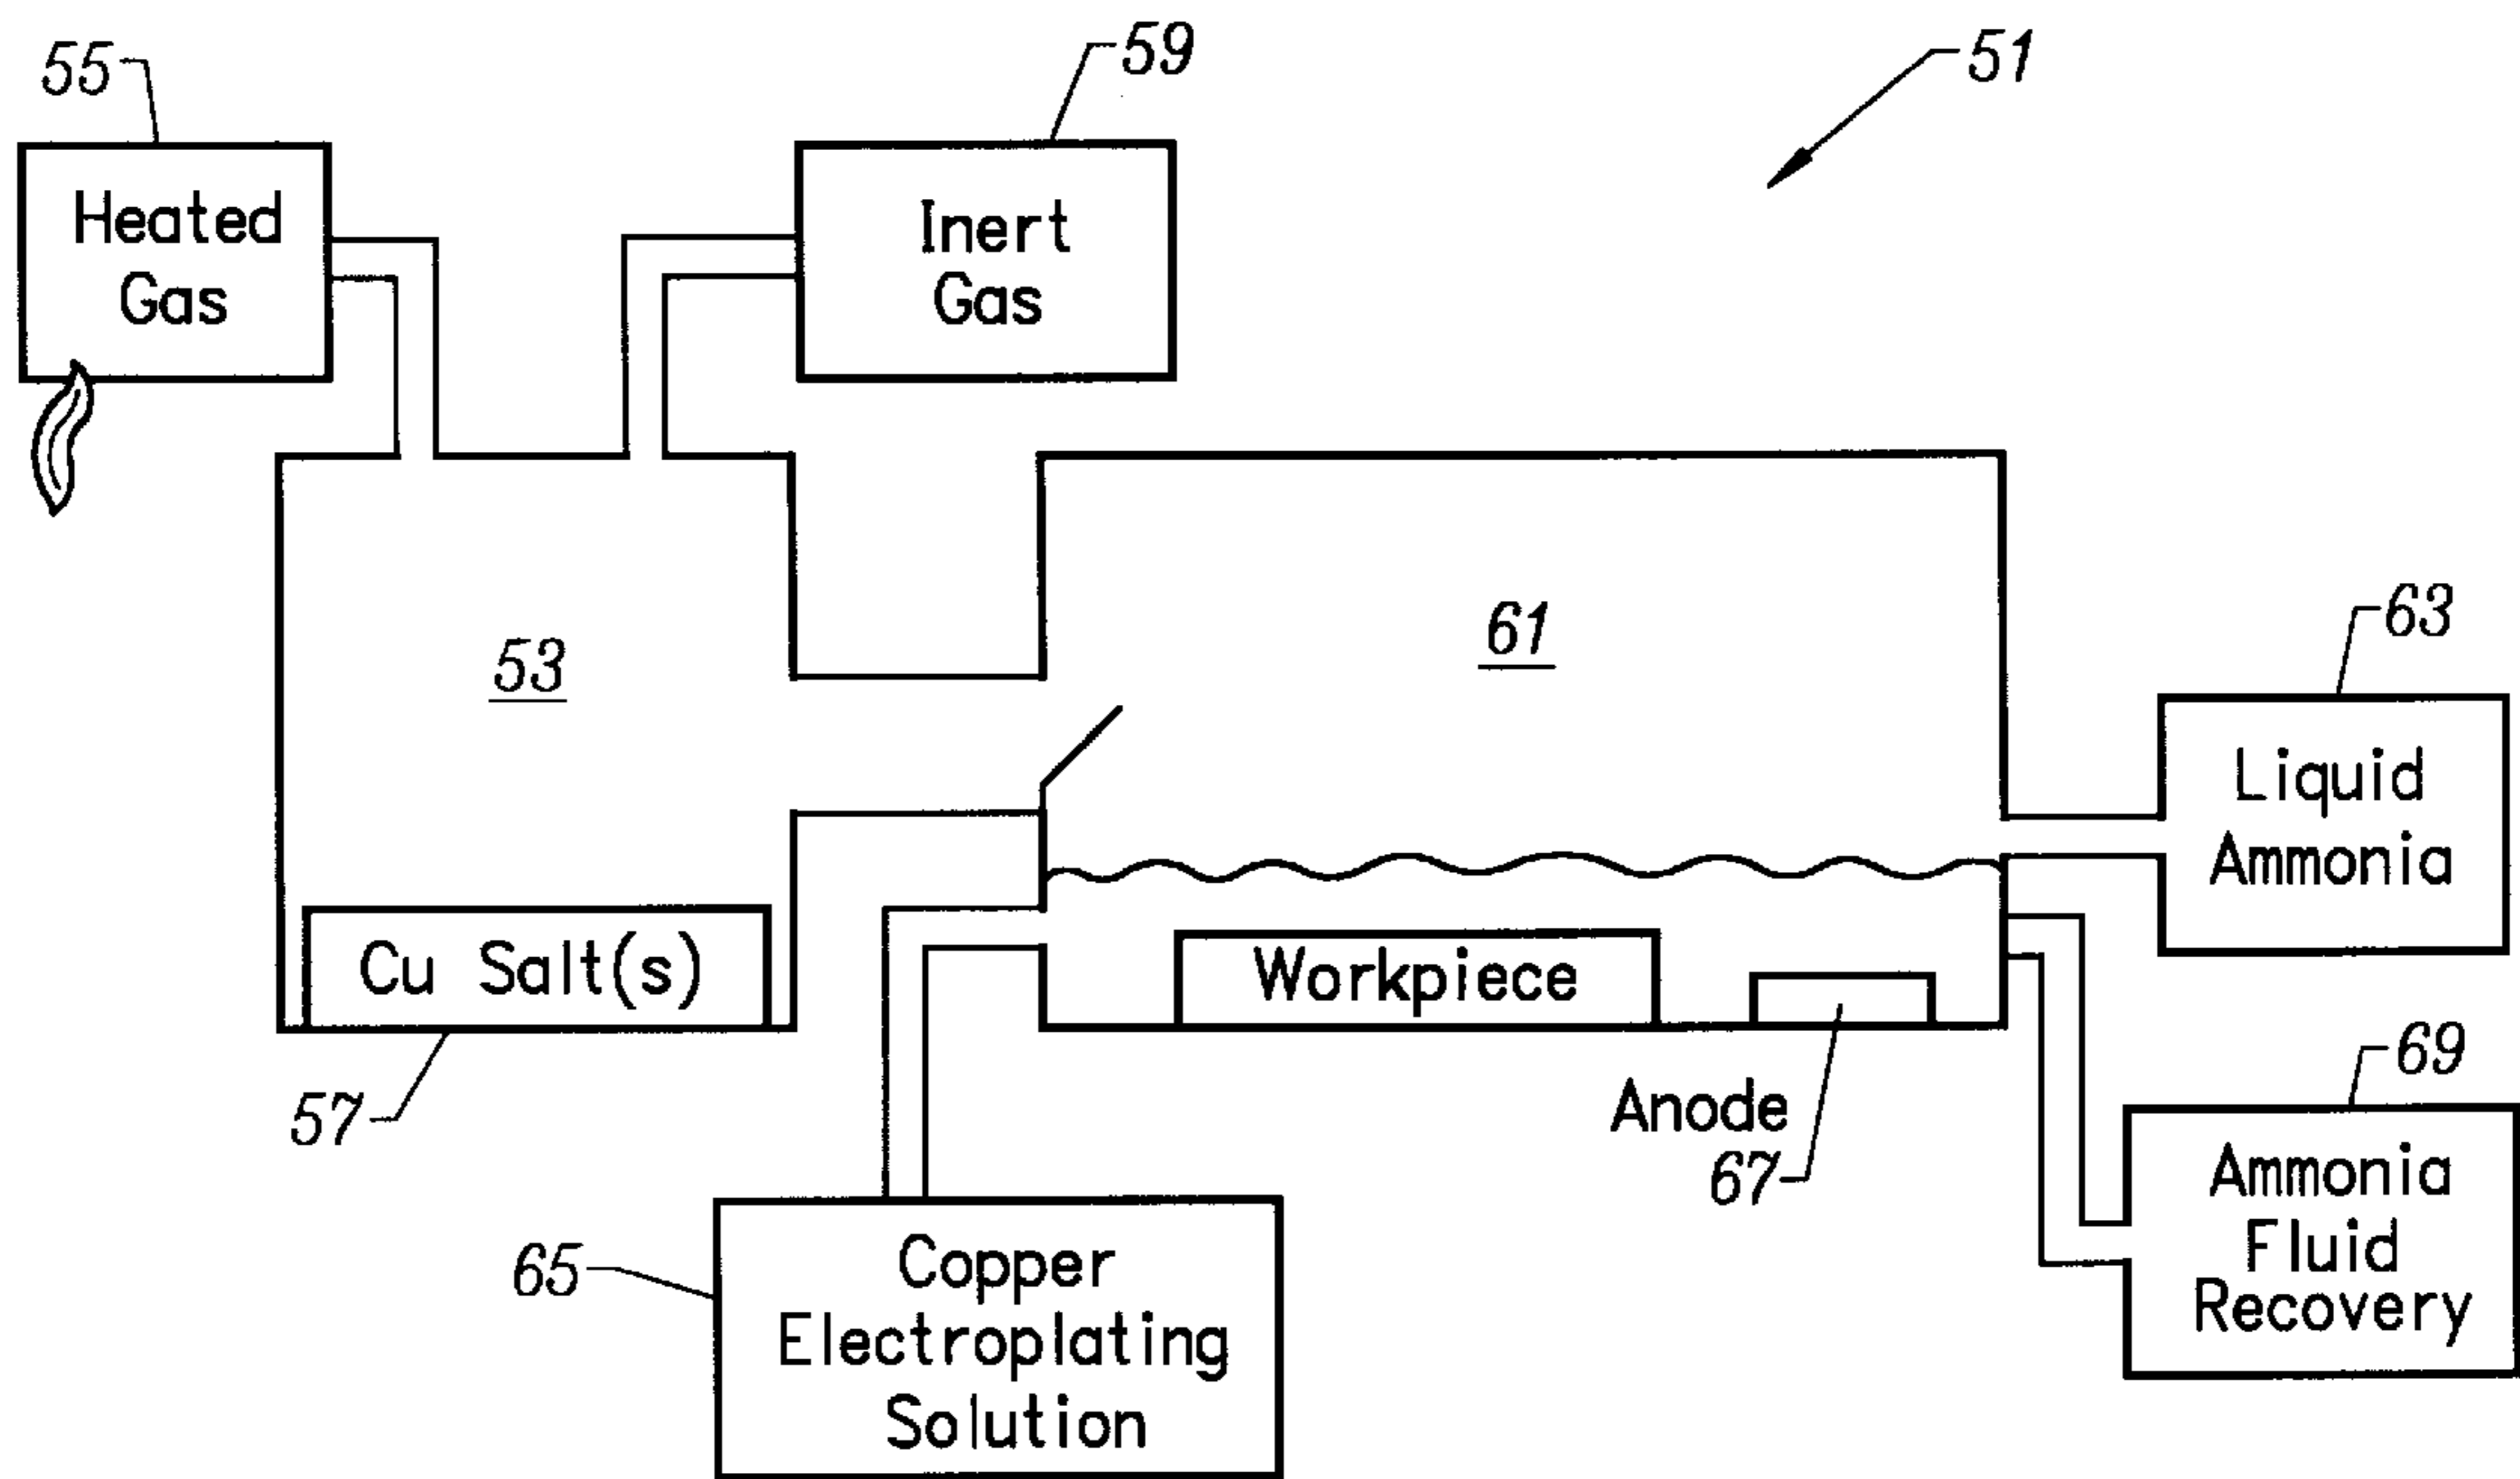 55
59
51
Heated
Gas
Inert
Gas
53
61
63
Liquid
Ammonia
Cu Salt(s)
Workpiece
57
Anode
67
69
Ammonia
Fluid
Recovery
65
Copper
Electroplating
Solution